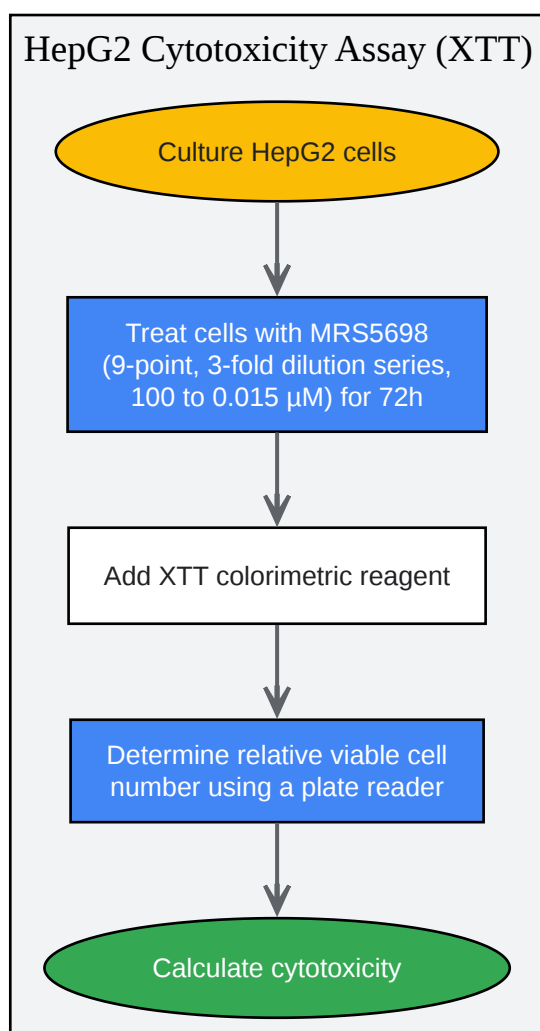 HepG2 Cytotoxicity Assay (XTT)
Culture HepG2 cells
Treat cells with MRS5698
(9-point, 3-fold dilution series,
100 to 0.015 µM) for 72h
Add XTT colorimetric reagent
Determine relative viable cell
number using a plate reader
Calculate cytotoxicity